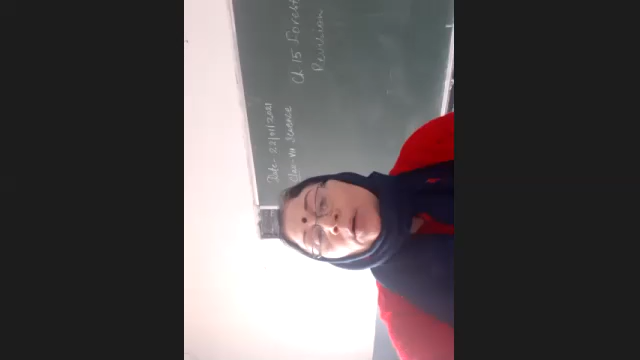 Date- 22/01/2021
Class- VII Science
Ch 15 Forest
Revision